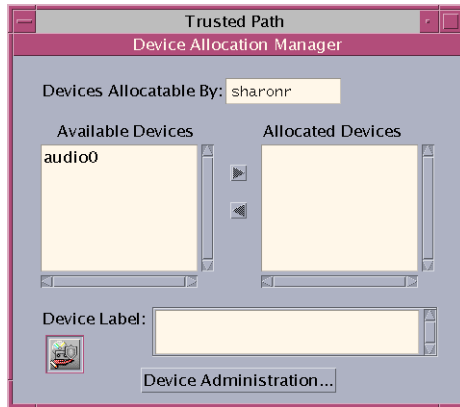 Trusted Path
Device Allocation Manager
Devices Allocatable By: sharonr
Available Devices
Allocated Devices
audio0
Device Label:
Device Administration...